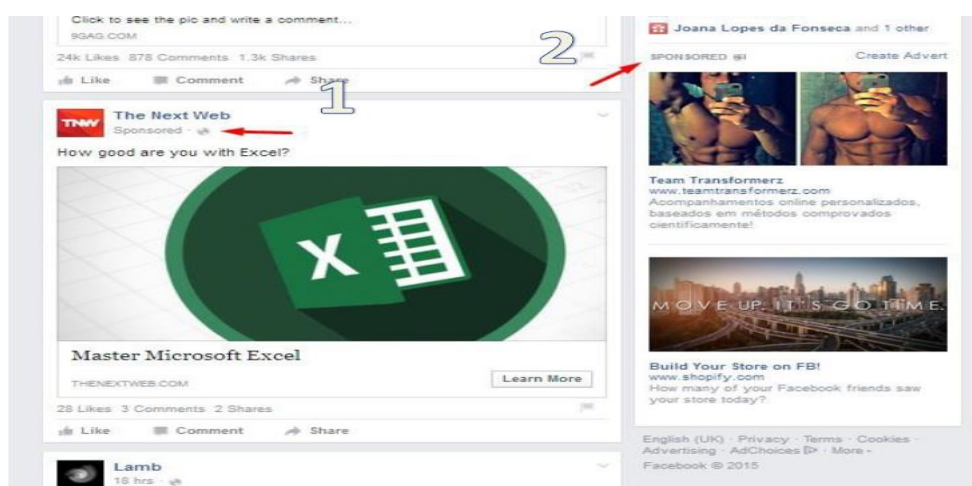 Click to see the pic and write a comment...
9GAG.COM
24k Likes 878 Comments 1.3k Shares
Like Comment Share
1
TNW
The Next Web
Sponsored ·
How good are you with Excel?
X
Master Microsoft Excel
THENEXTWEB.COM
Learn More
28 Likes 3 Comments 2 Shares
Like Comment Share
Lamb
18 hrs ·
Joana Lopes da Fonseca and 1 other
2
SPONSORED
Create Advert
Team Transformerz
www.teamtransformerz.com
Acompanhamentos online personalizados,
baseados em métodos comprovados
cientificamente!
MOVE UP. IT'S GO TIME.
Build Your Store on FB!
www.shopify.com
How many of your Facebook friends saw
your store today?
English (UK) · Privacy · Terms · Cookies ·
Advertising · AdChoices · More
Facebook © 2015